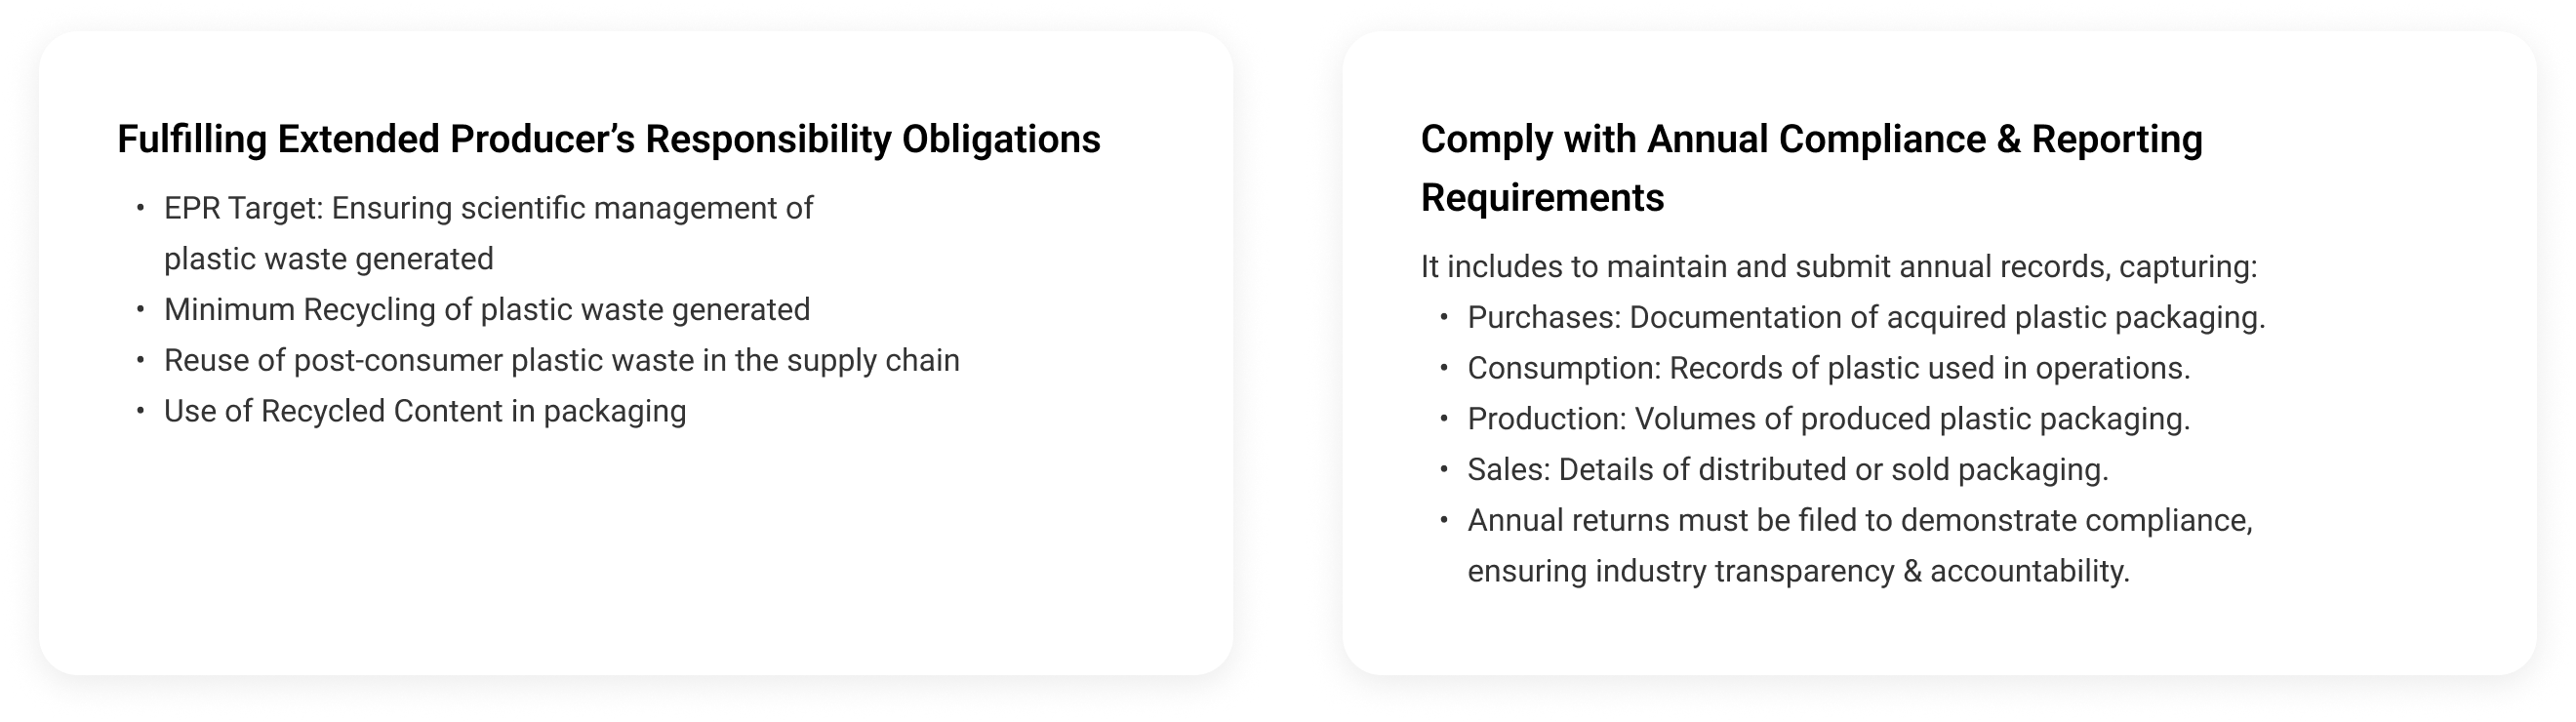 Fulfilling Extended Producer’s Responsibility Obligations
• EPR Target: Ensuring scientific management of
plastic waste generated
• Minimum Recycling of plastic waste generated
• Reuse of post-consumer plastic waste in the supply chain
• Use of Recycled Content in packaging
Comply with Annual Compliance & Reporting
Requirements
It includes to maintain and submit annual records, capturing:
• Purchases: Documentation of acquired plastic packaging.
• Consumption: Records of plastic used in operations.
• Production: Volumes of produced plastic packaging.
• Sales: Details of distributed or sold packaging.
• Annual returns must be filed to demonstrate compliance,
ensuring industry transparency & accountability.